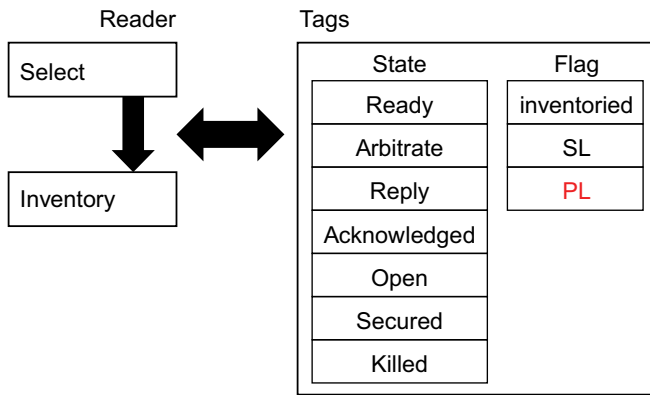 Reader
Tags
Select
Inventory
State
Ready
Arbitrate
Reply
Acknowledged
Open
Secured
Killed
Flag
inventoried
SL
PL